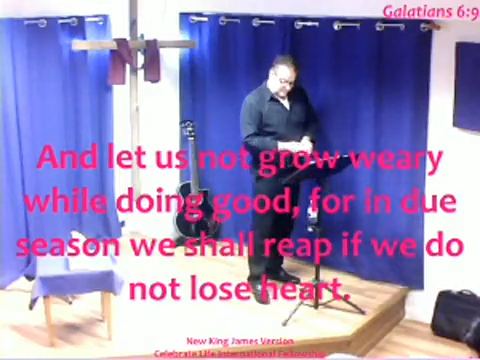 Galatians 6:9
And let us not grow weary
while doing good, for in due
season we shall reap if we do
not lose heart.
New King James Version
Celebrate Life International Fellowship